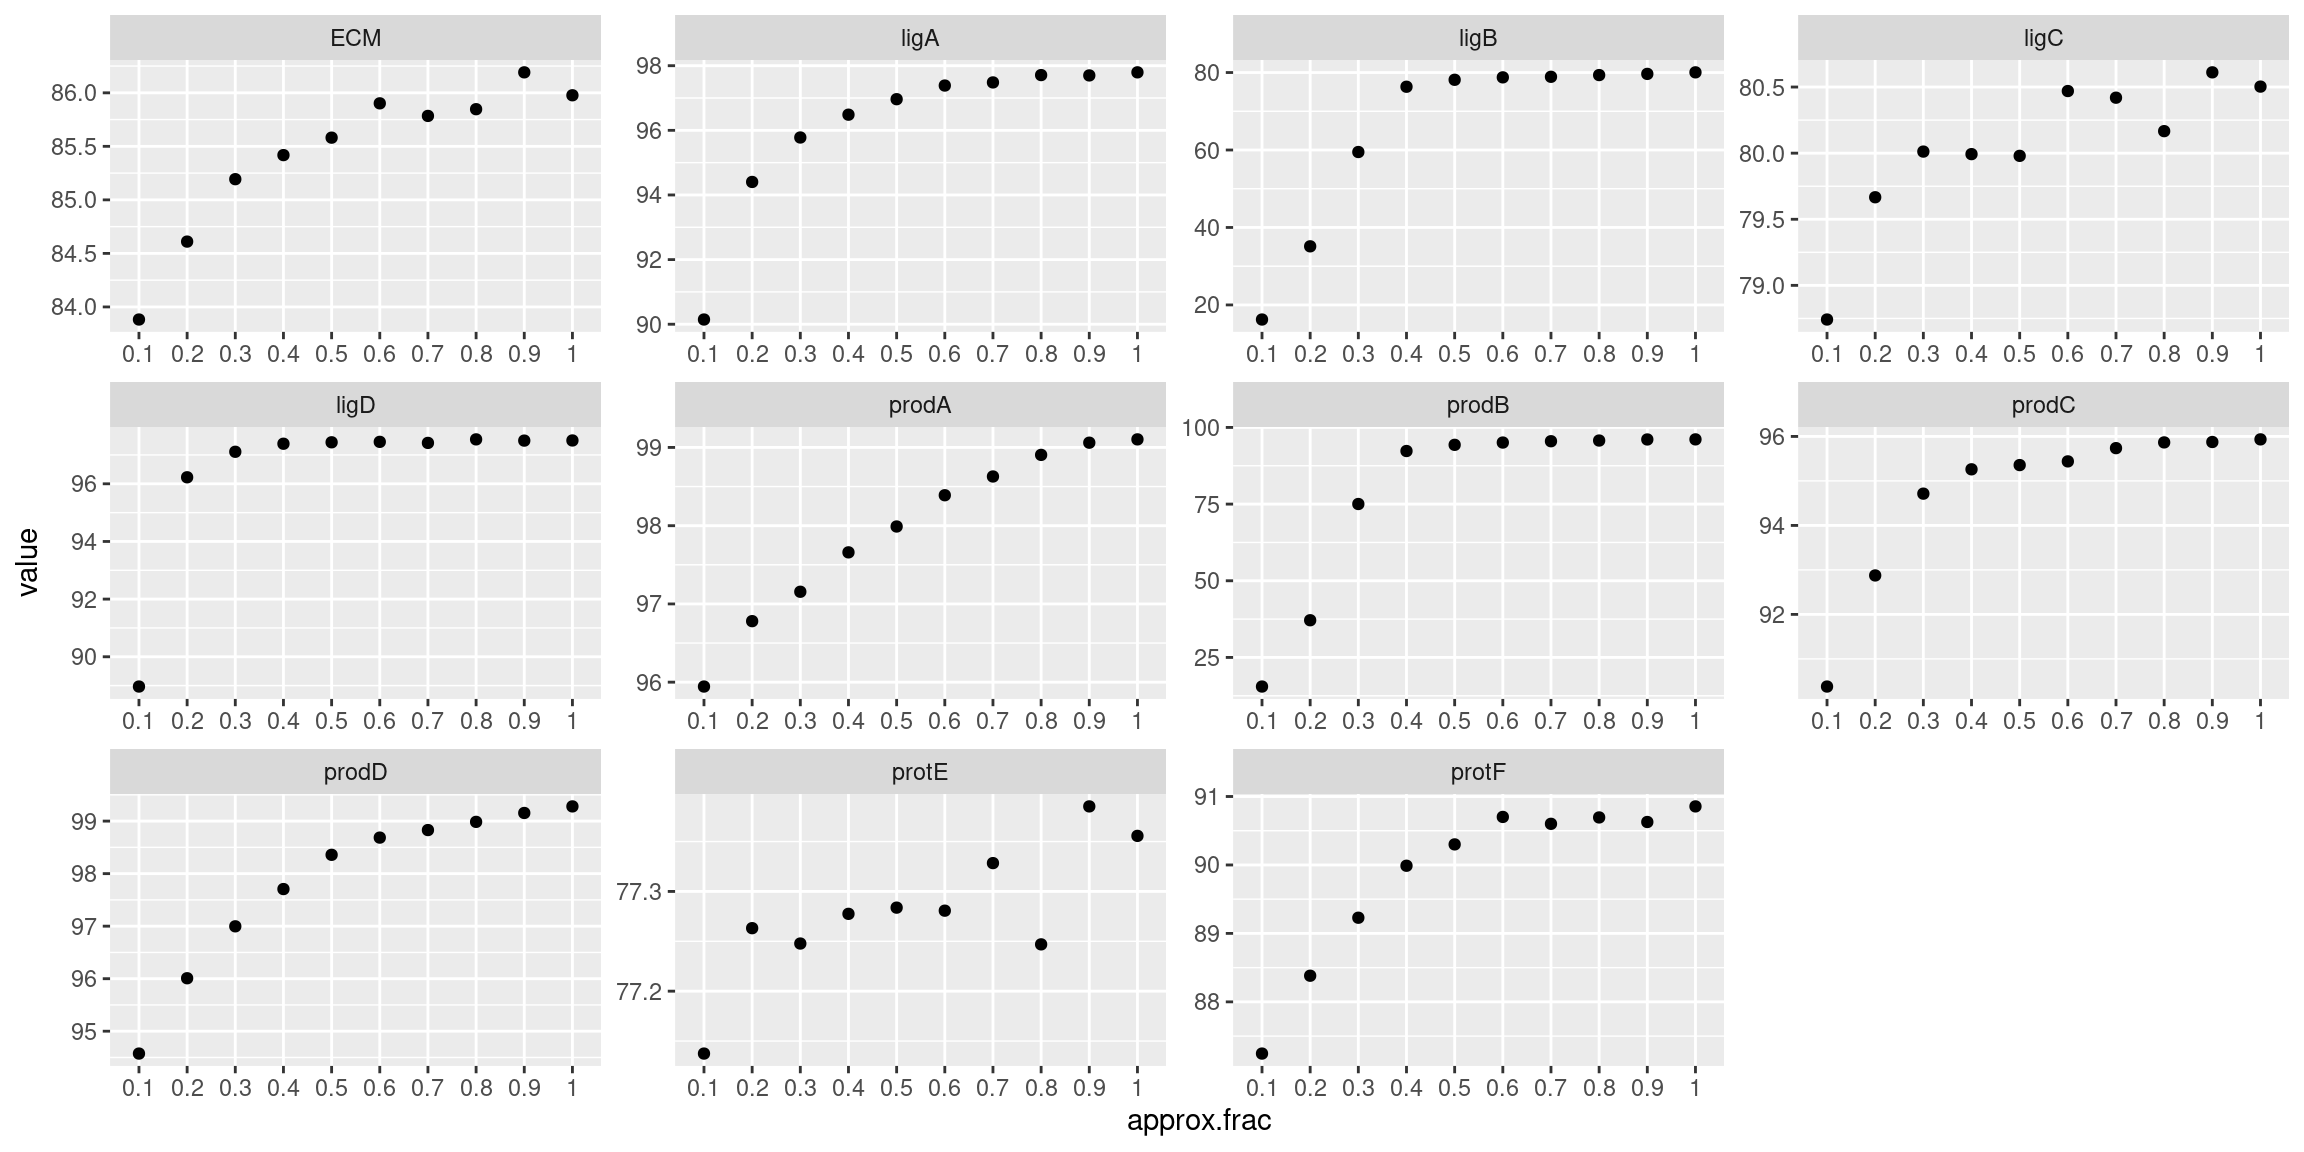 ECM ligA ligB ligC
86.0 85.5 85.0 84.5 84.0
98 96 94 92 90
80 60 40 20
80.5 80.0 79.5 79.0
0.1 0.2 0.3 0.4 0.5 0.6 0.7 0.8 0.9 1
0.1 0.2 0.3 0.4 0.5 0.6 0.7 0.8 0.9 1
0.1 0.2 0.3 0.4 0.5 0.6 0.7 0.8 0.9 1
0.1 0.2 0.3 0.4 0.5 0.6 0.7 0.8 0.9 1
ligD prodA prodB prodC
value
96 94 92 90
99 98 97 96
100 75 50 25
96 94 92
0.1 0.2 0.3 0.4 0.5 0.6 0.7 0.8 0.9 1
0.1 0.2 0.3 0.4 0.5 0.6 0.7 0.8 0.9 1
0.1 0.2 0.3 0.4 0.5 0.6 0.7 0.8 0.9 1
0.1 0.2 0.3 0.4 0.5 0.6 0.7 0.8 0.9 1
prodD protE protF
99 98 97 96 95
77.3 77.2
91 90 89 88
0.1 0.2 0.3 0.4 0.5 0.6 0.7 0.8 0.9 1
0.1 0.2 0.3 0.4 0.5 0.6 0.7 0.8 0.9 1
0.1 0.2 0.3 0.4 0.5 0.6 0.7 0.8 0.9 1
approx.frac